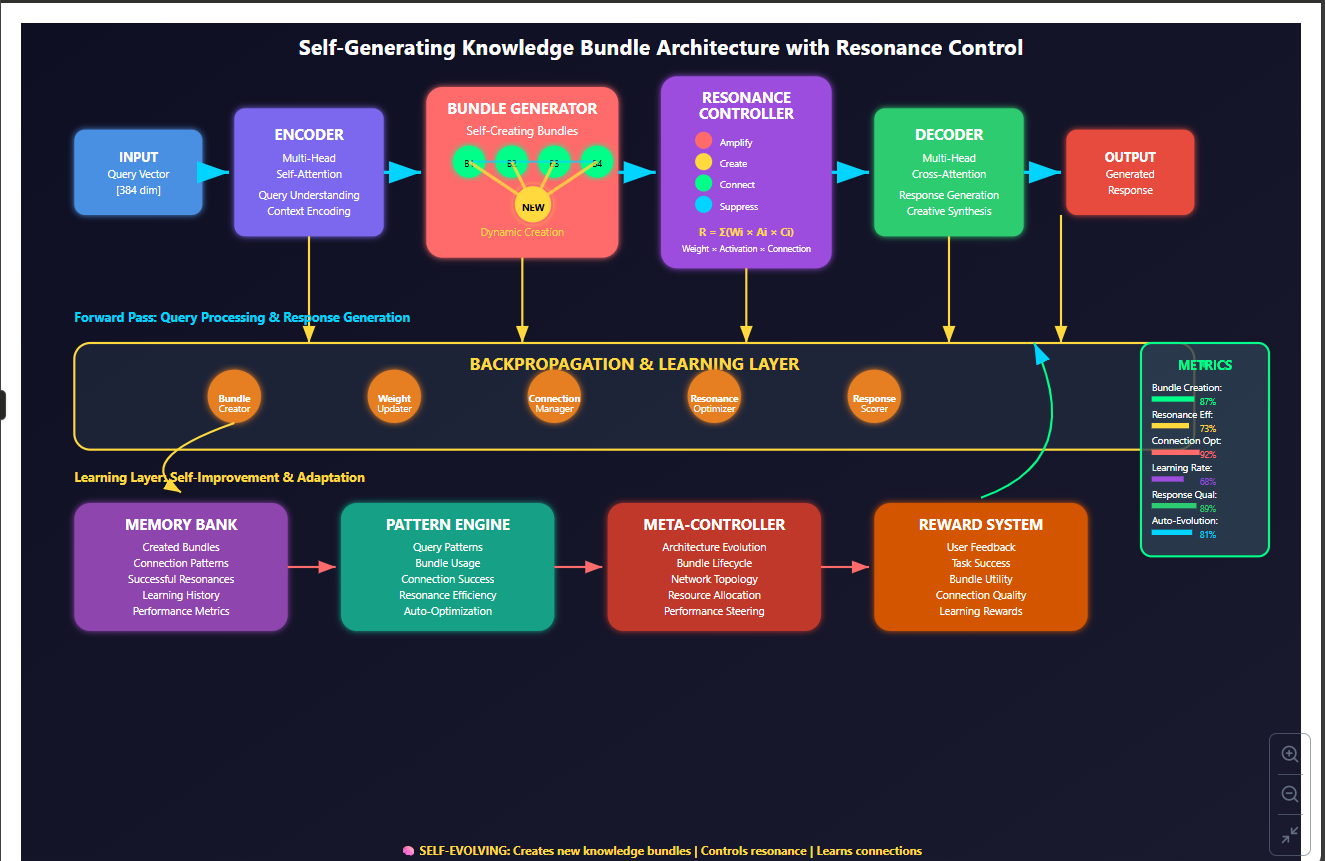 Self-Generating Knowledge Bundle Architecture with Resonance Control
INPUT
Query Vector
[384 dim]
ENCODER
Multi-Head
Self-Attention
Query Understanding
Context Encoding
BUNDLE GENERATOR
Self-Creating Bundles
B1 B2 B3 B4
NEW
Dynamic Creation
RESONANCE
CONTROLLER
Amplify
Create
Connect
Suppress
R = Σ(Wi × Ai × Ci)
Weight × Activation × Connection
DECODER
Multi-Head
Cross-Attention
Response Generation
Creative Synthesis
OUTPUT
Generated
Response
Forward Pass: Query Processing & Response Generation
BACKPROPAGATION & LEARNING LAYER
Bundle
Creator
Weight
Updater
Connection
Manager
Resonance
Optimizer
Response
Scorer
METRICS
Bundle Creation:
87%
Resonance Eff:
73%
Connection Opt:
92%
Learning Rate:
68%
Response Qual:
89%
Auto-Evolution:
81%
Learning Layer: Self-Improvement & Adaptation
MEMORY BANK
Created Bundles
Connection Patterns
Successful Resonances
Learning History
Performance Metrics
PATTERN ENGINE
Query Patterns
Bundle Usage
Connection Success
Resonance Efficiency
Auto-Optimization
META-CONTROLLER
Architecture Evolution
Bundle Lifecycle
Network Topology
Resource Allocation
Performance Steering
REWARD SYSTEM
User Feedback
Task Success
Bundle Utility
Connection Quality
Learning Rewards
🧠 SELF-EVOLVING: Creates new knowledge bundles | Controls resonance | Learns connections